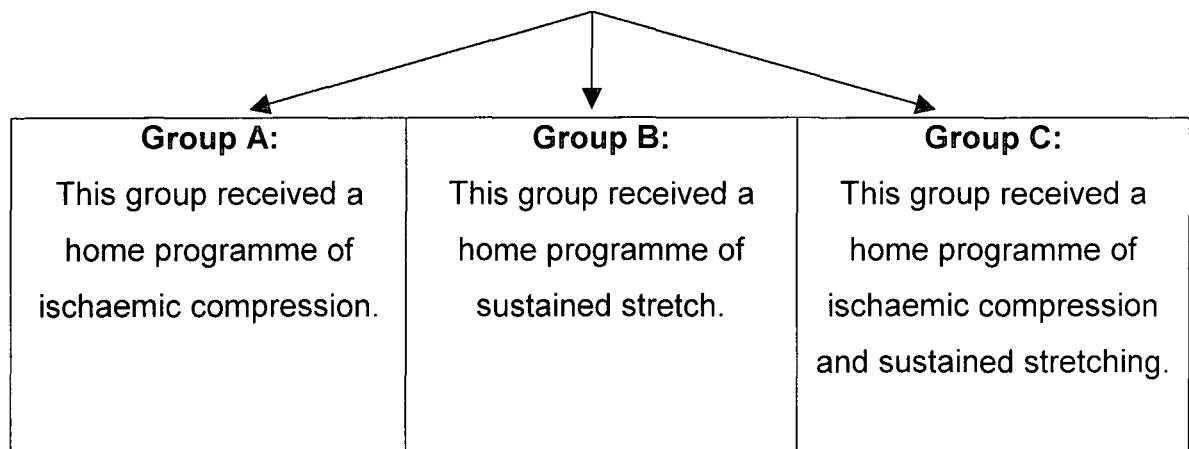 Group A:
This group received a
home programme of
ischaemic compression.
Group B:
This group received a
home programme of
sustained stretch.
Group C:
This group received a
home programme of
ischaemic compression
and sustained stretching.